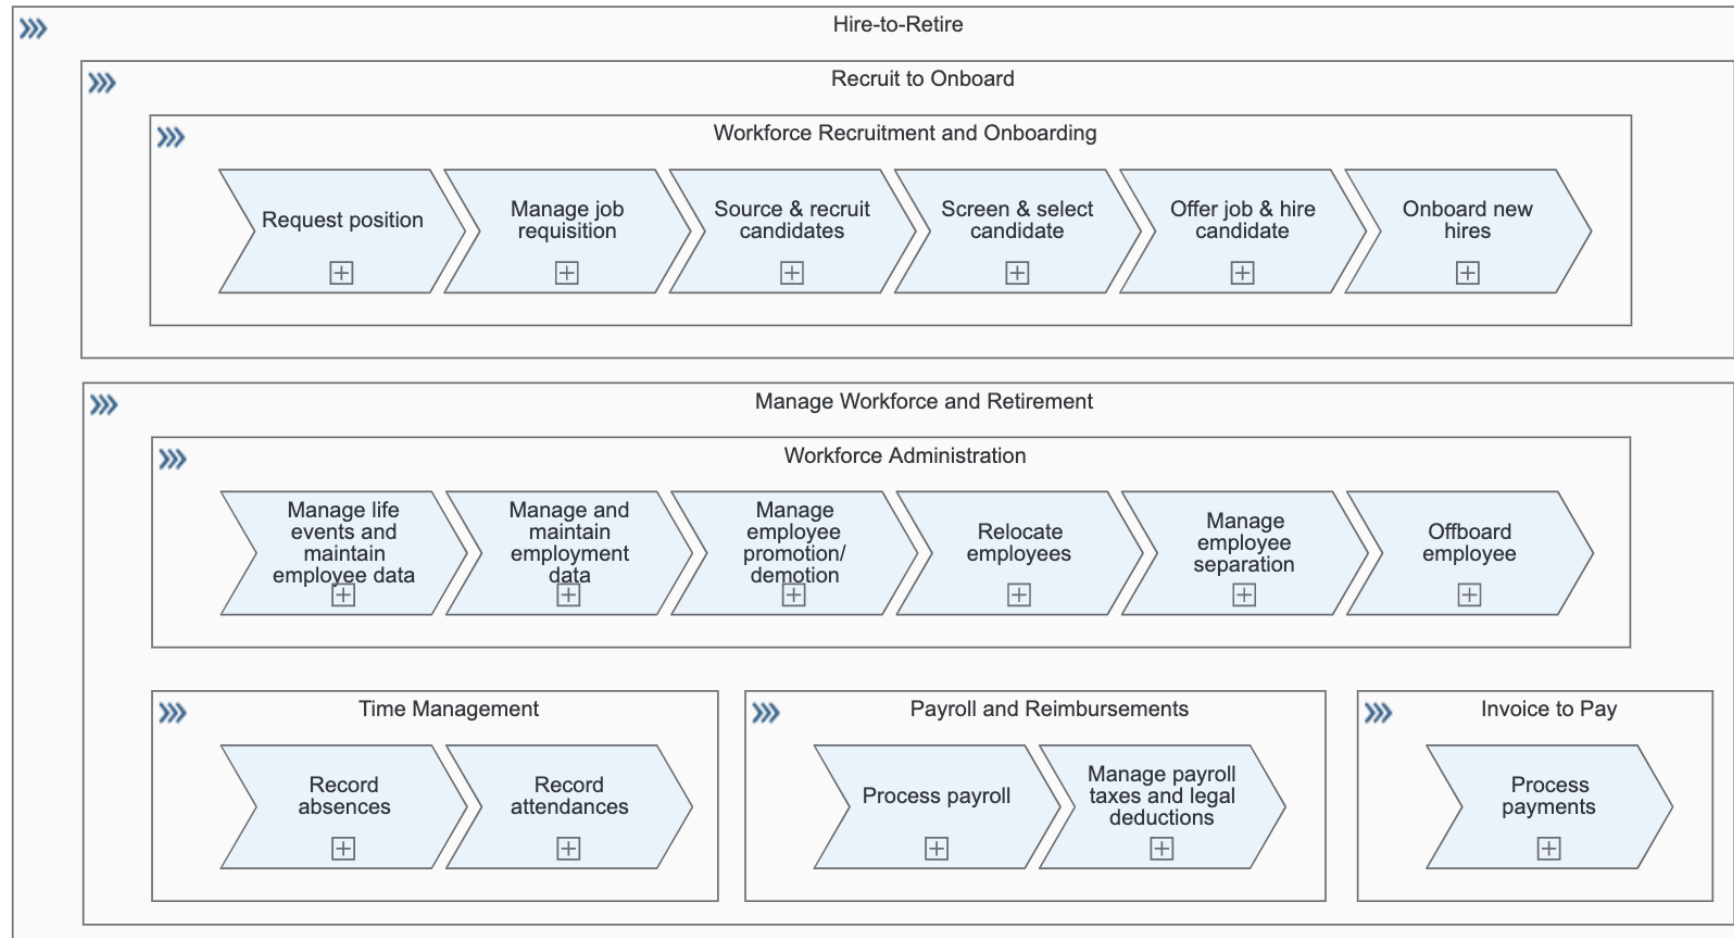 Hire-to-Retire
Recruit to Onboard
Workforce Recruitment and Onboarding
Request position
Manage job
requisition
Source & recruit
candidates
Screen & select
candidate
Offer job & hire
candidate
Onboard new
hires
Manage Workforce and Retirement
Workforce Administration
Manage life
events and
maintain
employee data
Manage and
maintain
employment
data
Manage
employee
promotion/
demotion
Relocate
employees
Manage
employee
separation
Offboard
employee
Time Management
Record
absences
Record
attendances
Payroll and Reimbursements
Process payroll
Manage payroll
taxes and legal
deductions
Invoice to Pay
Process
payments